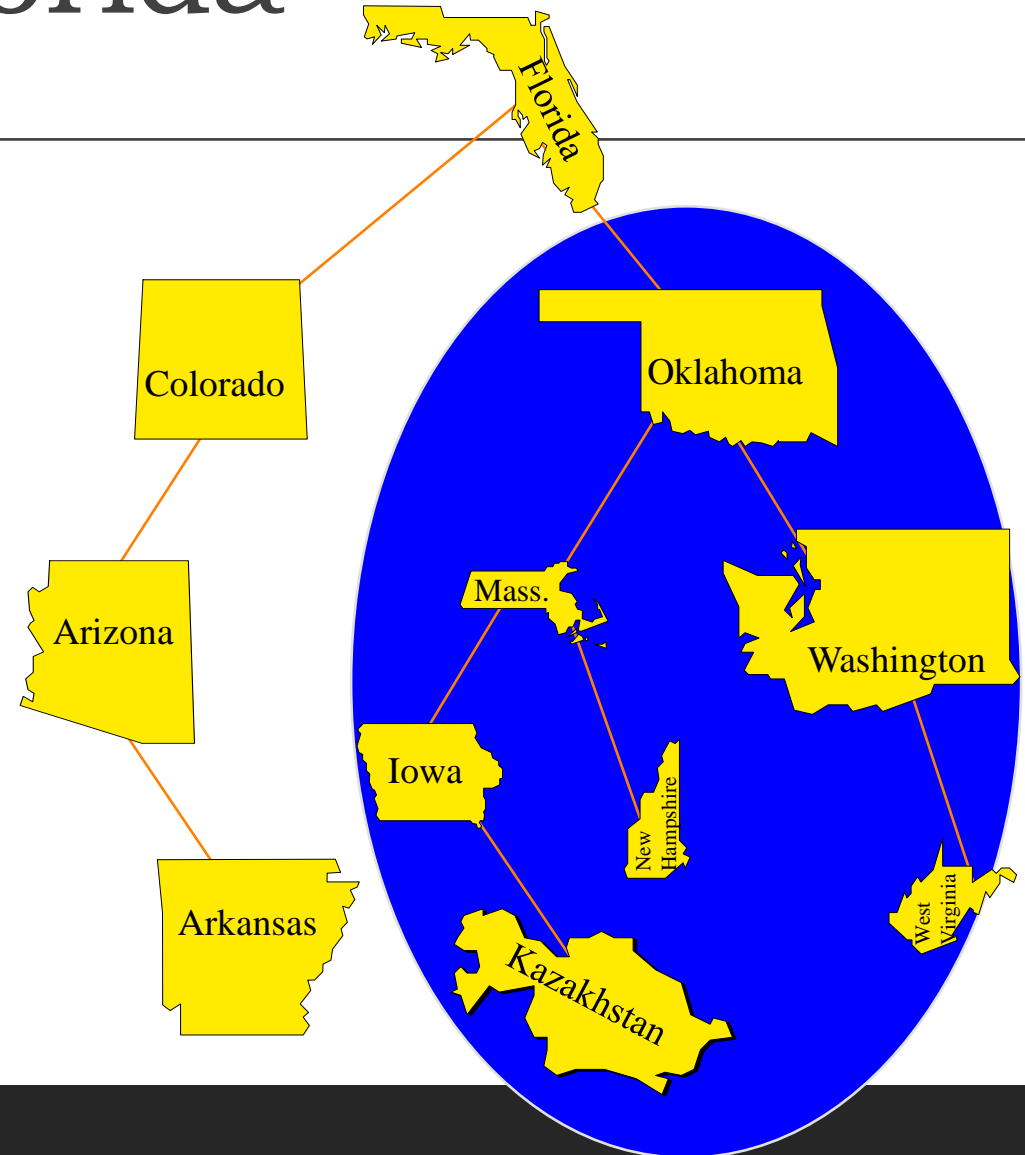 Florida
Colorado
Oklahoma
Mass.
Arizona
Washington
Iowa
New
Hampshire
West
Virginia
Arkansas
Kazakhstan